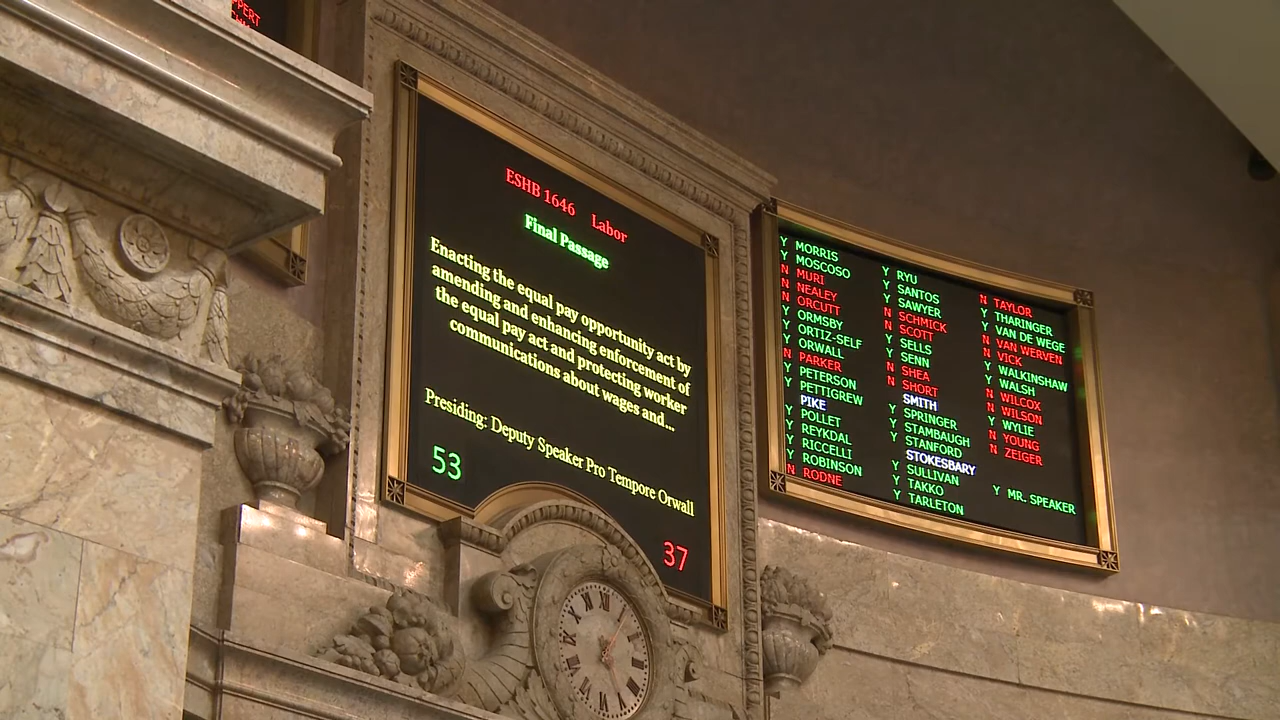 PPERT
ESHB 1646 Labor
Final Passage
Enacting the equal pay opportunity act by
amending and enhancing enforcement of
the equal pay act and protecting worker
communications about wages and...
Presiding: Deputy Speaker Pro Tempore Orwall
53
37
Y MORRIS
Y MOSCOSO
N MURI
N NEALEY
N ORCUTT
Y ORMSBY
Y ORTIZ-SELF
Y ORWALL
N PARKER
Y PETERSON
Y PETTIGREW
PIKE
Y POLLET
Y REYKDAL
Y RICCELLI
Y ROBINSON
N RODNE
Y RYU
Y SANTOS
Y SAWYER
N SCHMICK
N SCOTT
Y SELLS
Y SENN
N SHEA
N SHORT
SMITH
Y SPRINGER
Y STAMBAUGH
Y STANFORD
STOKESBARY
Y SULLIVAN
Y TAKKO
Y TARLETON
N TAYLOR
Y THARINGER
Y VAN DE WEGE
N VAN WERVEN
N VICK
Y WALKINSHAW
Y WALSH
N WILCOX
N WILSON
Y WYLIE
N YOUNG
N ZEIGER
Y MR. SPEAKER